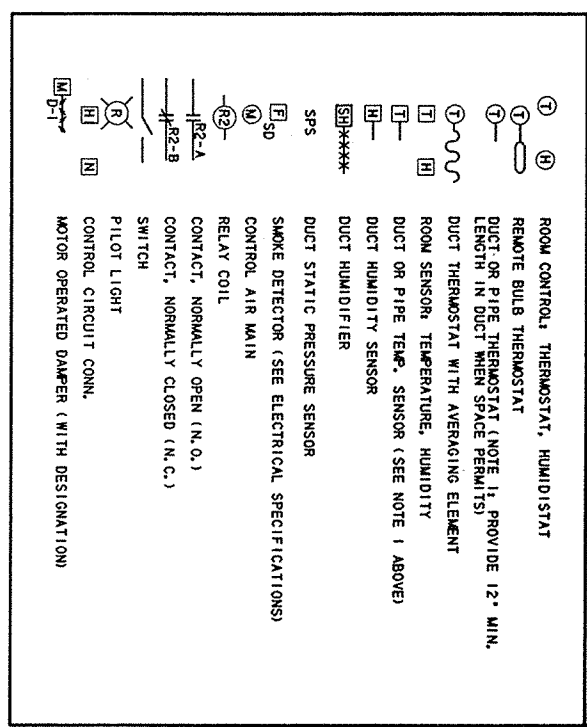 T H ROOM CONTROL: THERMOSTAT, HUMIDISTAT
T REMOTE BULB THERMOSTAT
T DUCT OR PIPE THERMOSTAT (NOTE 1: PROVIDE 12" MIN.
LENGTH IN DUCT WHEN SPACE PERMITS)
T DUCT THERMOSTAT WITH AVERAGING ELEMENT
T H ROOM SENSOR: TEMPERATURE, HUMIDITY
T DUCT OR PIPE TEMP. SENSOR (SEE NOTE 1 ABOVE)
H DUCT HUMIDITY SENSOR
SH DUCT HUMIDIFIER
SPS DUCT STATIC PRESSURE SENSOR
F SD SMOKE DETECTOR (SEE ELECTRICAL SPECIFICATIONS)
M CONTROL AIR MAIN
R2 RELAY COIL
R2-A CONTACT, NORMALLY OPEN (N.O.)
R2-B CONTACT, NORMALLY CLOSED (N.C.)
SWITCH
R PILOT LIGHT
H N CONTROL CIRCUIT CONN.
M D-1 MOTOR OPERATED DAMPER (WITH DESIGNATION)